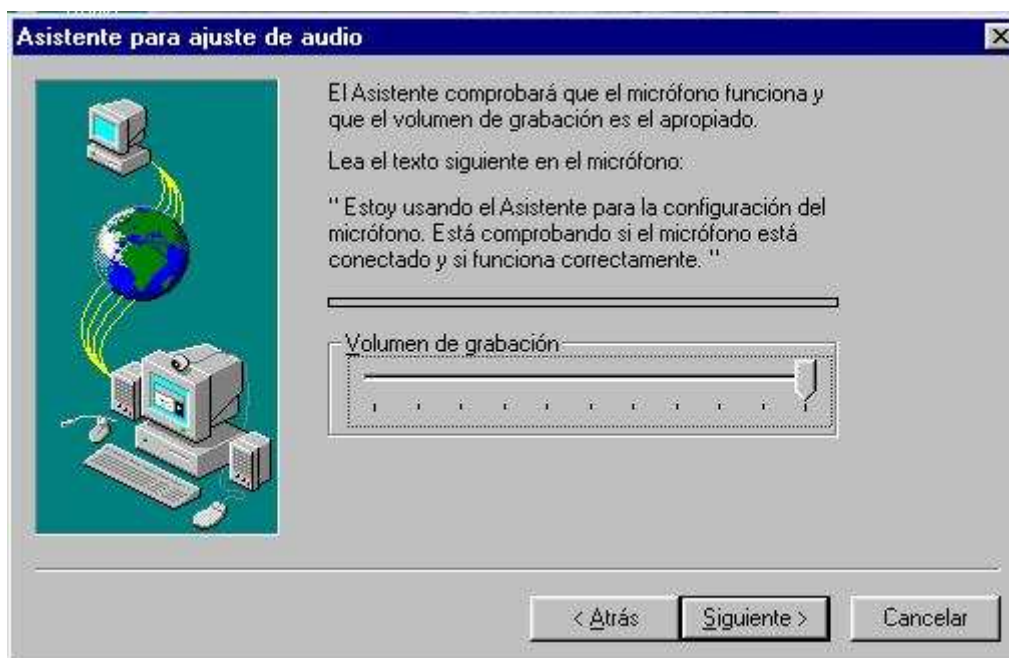 Asistente para ajuste de audio
El Asistente comprobará que el micrófono funciona y
que el volumen de grabación es el apropiado.
Lea el texto siguiente en el micrófono:
" Estoy usando el Asistente para la configuración del
micrófono. Está comprobando si el micrófono está
conectado y si funciona correctamente. "
Volumen de grabación
< Atrás
Siguiente >
Cancelar